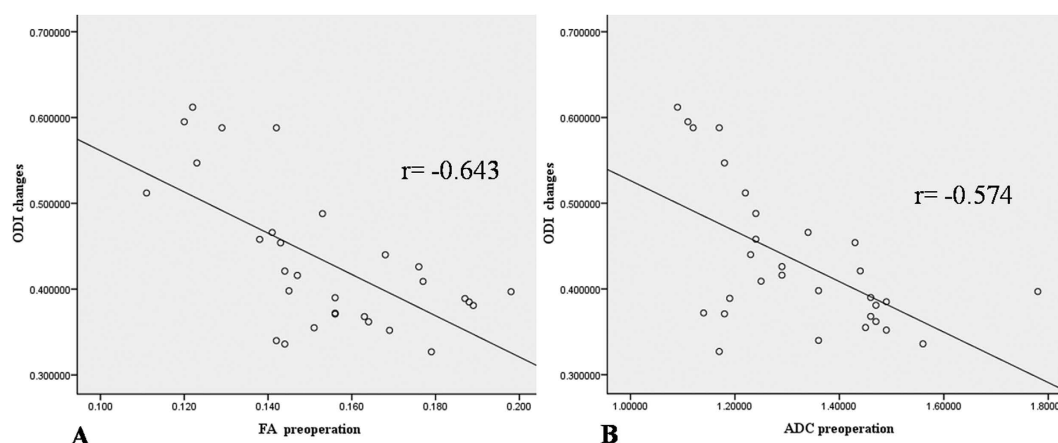 0.700000
0.600000
0.500000
0.400000
0.300000
ODI changes
r= -0.643
0.100 0.120 0.140 0.160 0.180 0.200
FA preoperation
A
0.700000
0.600000
0.500000
0.400000
0.300000
ODI changes
r= -0.574
1.00000 1.20000 1.40000 1.60000 1.80000
ADC preoperation
B